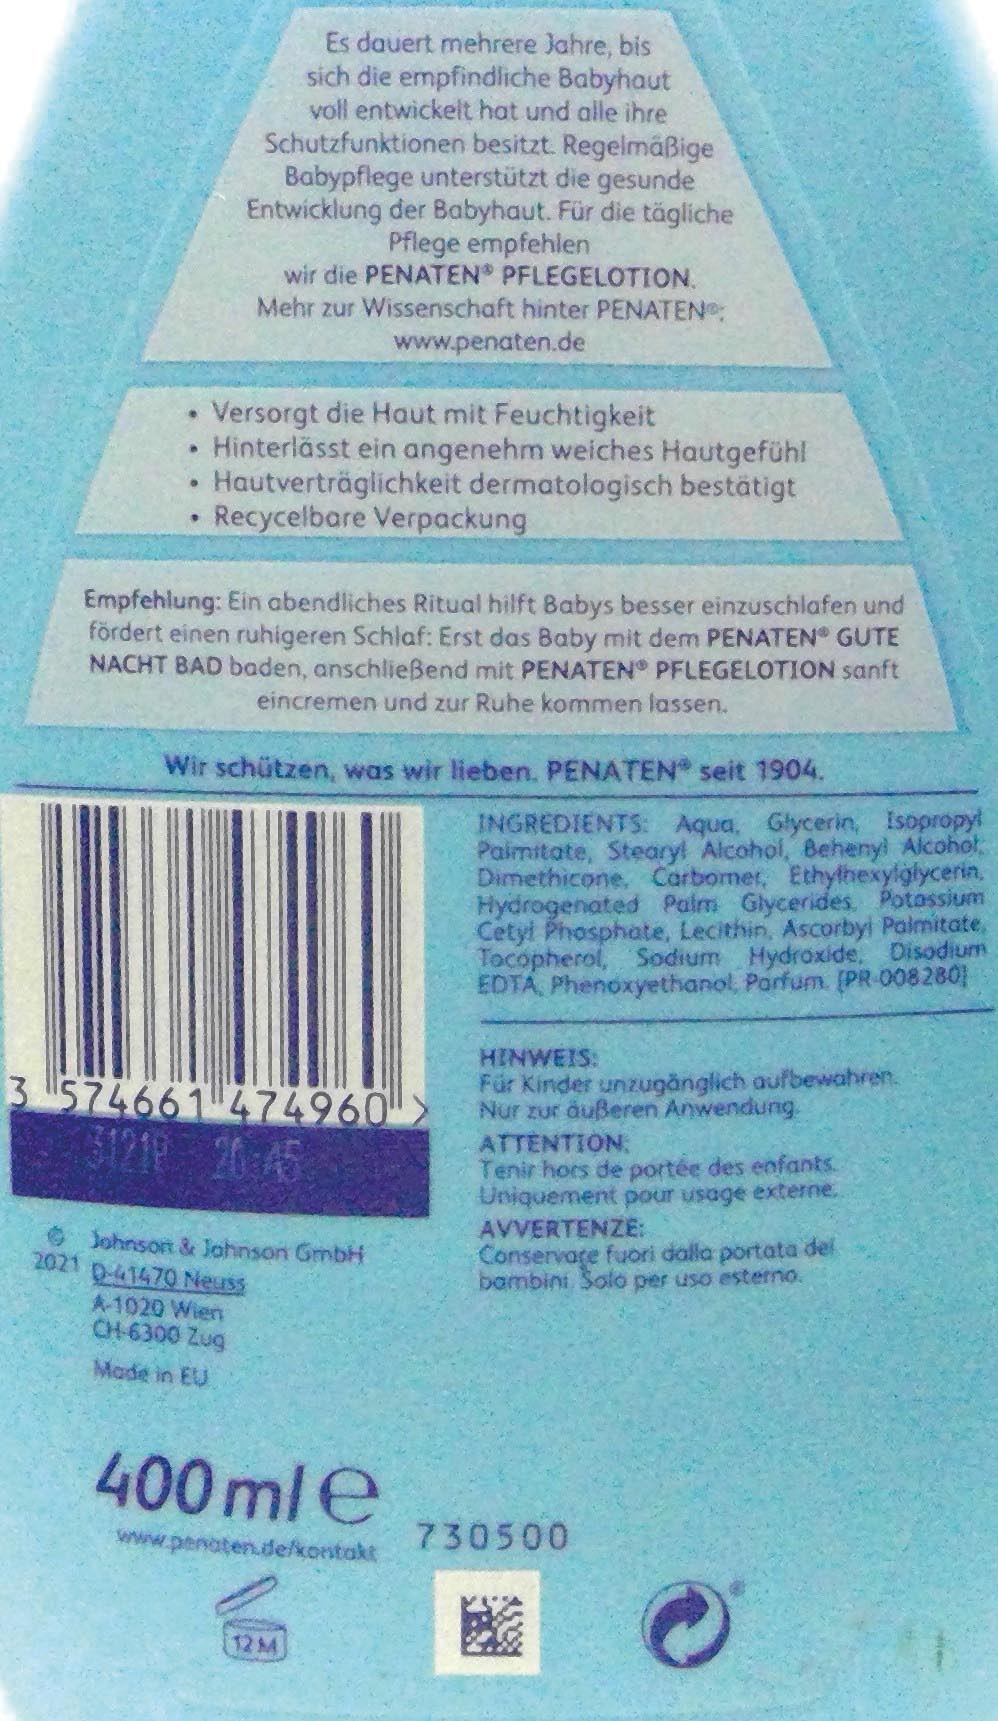 Es dauert mehrere Jahre, bis
sich die empfindliche Babyhaut
voll entwickelt hat und alle ihre
Schutzfunktionen besitzt. Regelmäßige
Babypflege unterstützt die gesunde
Entwicklung der Babyhaut. Für die tägliche
Pflege empfehlen
wir die PENATEN® PFLEGELOTION.
Mehr zur Wissenschaft hinter PENATEN®:
www.penaten.de
• Versorgt die Haut mit Feuchtigkeit
• Hinterlässt ein angenehm weiches Hautgefühl
• Hautverträglichkeit dermatologisch bestätigt
• Recycelbare Verpackung
Empfehlung: Ein abendliches Ritual hilft Babys besser einzuschlafen und
fördert einen ruhigeren Schlaf: Erst das Baby mit dem PENATEN® GUTE
NACHT BAD baden, anschließend mit PENATEN® PFLEGELOTION sanft
eincremen und zur Ruhe kommen lassen.
Wir schützen, was wir lieben. PENATEN® seit 1904.
INGREDIENTS: Aqua, Glycerin, Isopropyl
Palmitate, Stearyl Alcohol, Behenyl Alcohol,
Dimethicone, Carbomer, Ethylhexylglycerin,
Hydrogenated Palm Glycerides, Potassium
Cetyl Phosphate, Lecithin, Ascorbyl Palmitate,
Tocopherol, Sodium Hydroxide, Disodium
EDTA, Phenoxyethanol, Parfum. [PR-008280]
3 574661 474960 >
3121P 20:45
HINWEIS:
Für Kinder unzugänglich aufbewahren.
Nur zur äußeren Anwendung.
ATTENTION:
Tenir hors de portée des enfants.
Uniquement pour usage externe.
AVVERTENZE:
Conservare fuori dalla portata dei
bambini. Solo per uso esterno.
© Johnson & Johnson GmbH
2021 D-41470 Neuss
A-1020 Wien
CH-6300 Zug
Made in EU
400 ml e
www.penaten.de/kontakt
730500
12 M